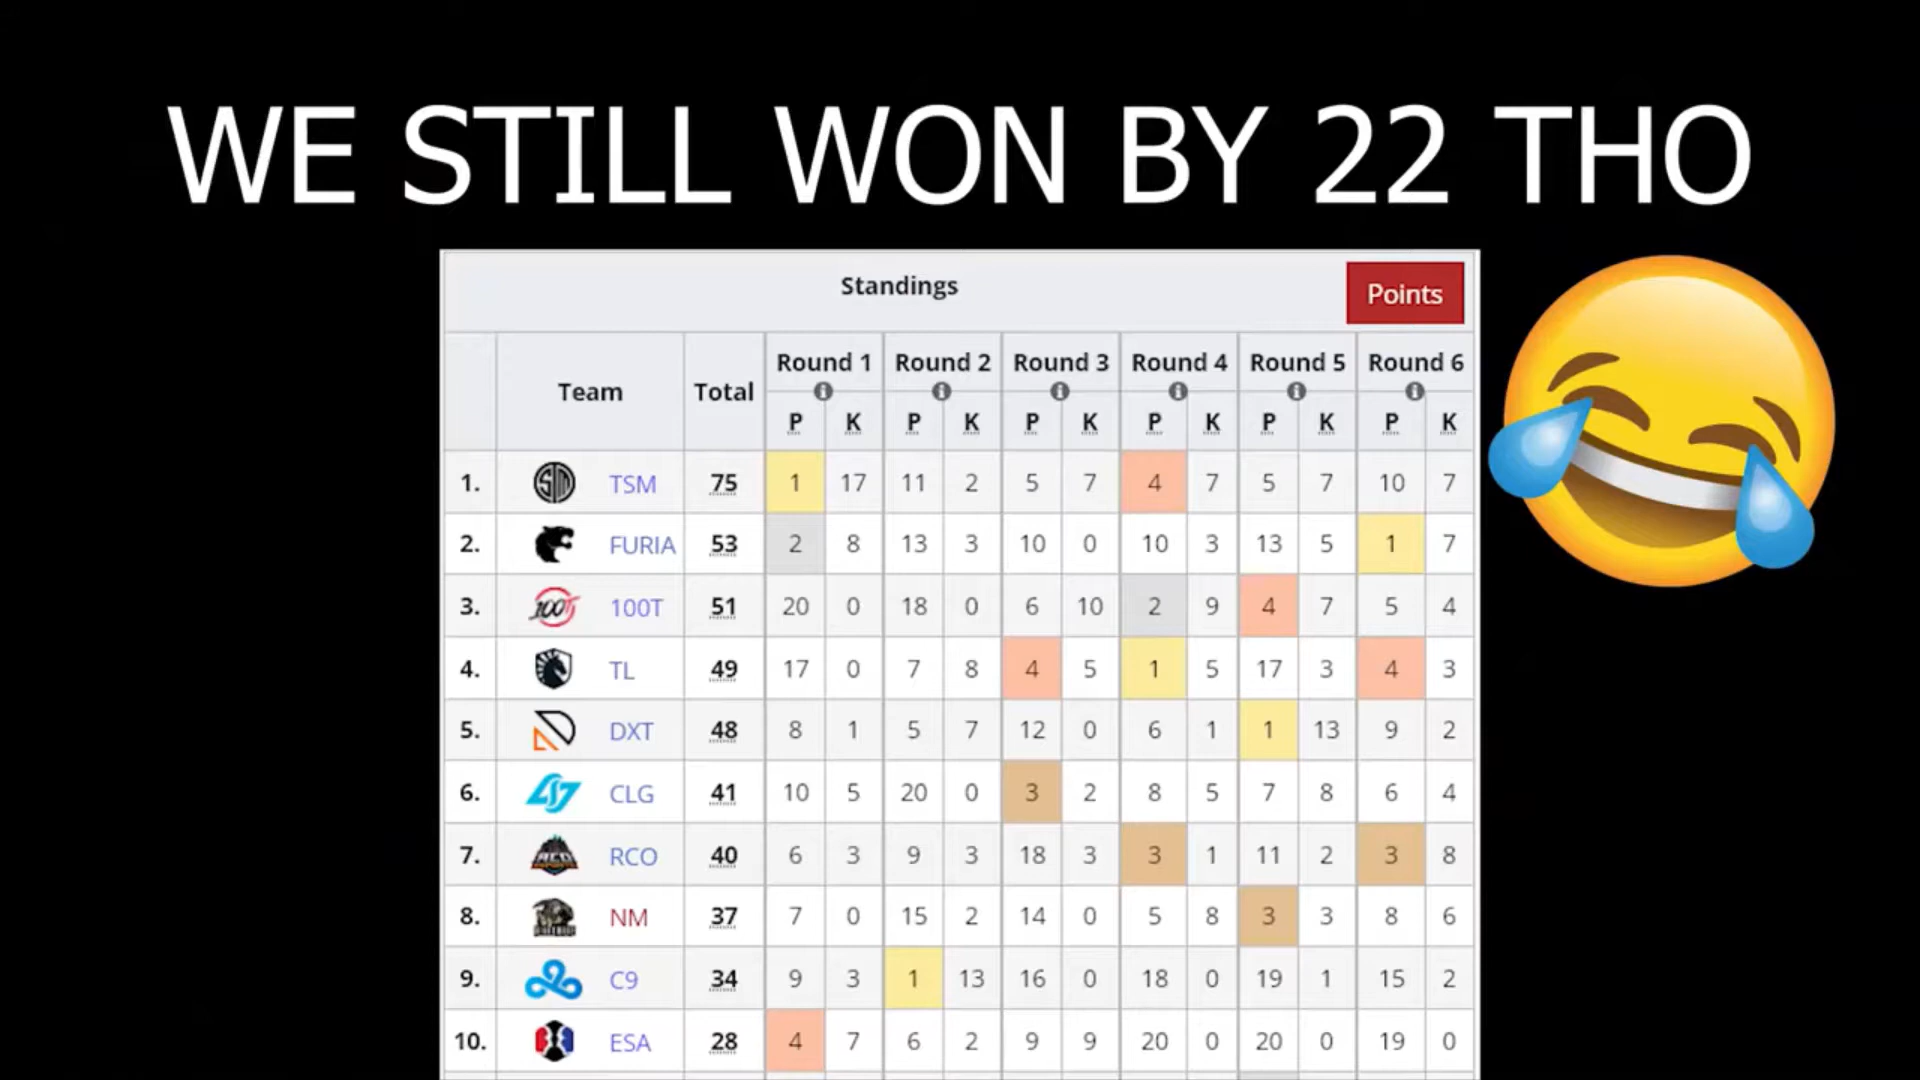 WE STILL WON BY 22 THO
Standings
Points
Team Total Round 1 Round 2 Round 3 Round 4 Round 5 Round 6
P K P K P K P K P K P K
1. TSM 75 1 17 11 2 5 7 4 7 5 7 10 7
2. FURIA 53 2 8 13 3 10 0 10 3 13 5 1 7
3. 100T 100T 51 20 0 18 0 6 10 2 9 4 7 5 4
4. TL 49 17 0 7 8 4 5 1 5 17 3 4 3
5. DXT 48 8 1 5 7 12 0 6 1 1 13 9 2
6. CLG 41 10 5 20 0 3 2 8 5 7 8 6 4
7. RCO RCO 40 6 3 9 3 18 3 3 1 11 2 3 8
8. NM 37 7 0 15 2 14 0 5 8 3 3 8 6
9. C9 34 9 3 1 13 16 0 18 0 19 1 15 2
10. ESA 28 4 7 6 2 9 9 20 0 20 0 19 0